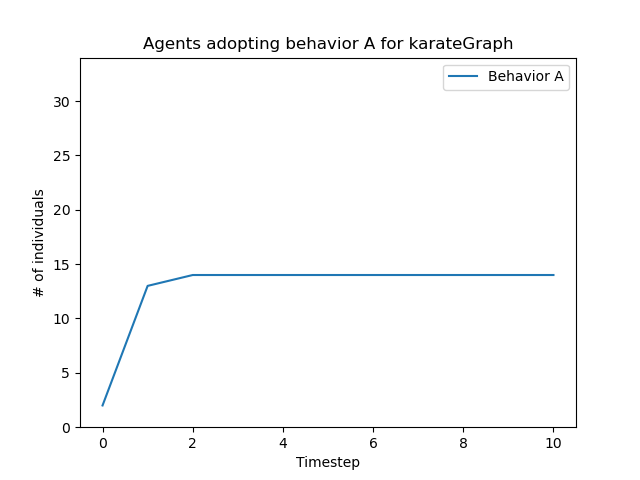 Agents adopting behavior A for karateGraph
Behavior A
# of individuals
30
25
20
15
10
5
0
0 2 4 6 8 10
Timestep